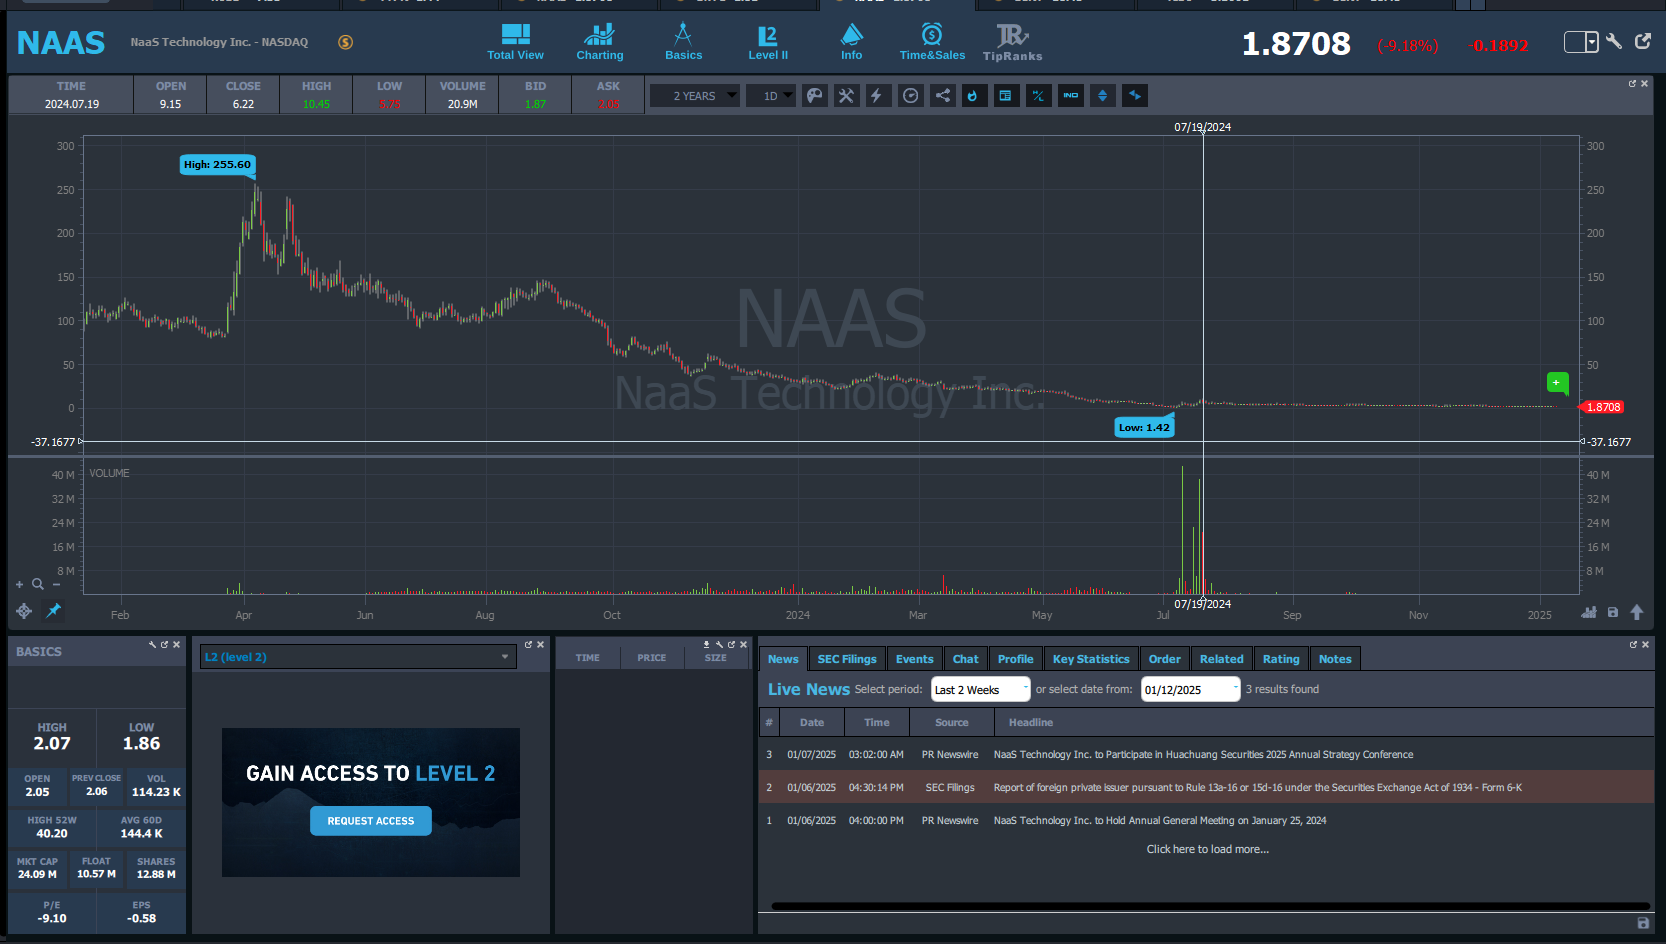 NAAS NaaS Technology Inc. - NASDAQ
Total View Charting Basics Level II Info Time&Sales TipRanks
1.8708 (-9.18%) -0.1892
TIME OPEN CLOSE HIGH LOW VOLUME BID ASK
2024.07.19 9.15 6.22 10.45 5.75 20.9M 1.87 2.05
2 YEARS 1D
07/19/2024
300 300
High: 255.60
250 250
200 200
150 150
NAAS
100 100
50 50
NaaS Technology Inc.
+
0 1.8708
Low: 1.42
-37.1677 -37.1677
VOLUME
40 M 40 M
32 M 32 M
24 M 24 M
16 M 16 M
8 M 8 M
07/19/2024
Feb Apr Jun Aug Oct 2024 Mar May Jul Sep Nov 2025
BASICS
HIGH LOW
2.07 1.86
OPEN PREV CLOSE VOL
2.05 2.06 114.23 K
HIGH 52W AVG 60D
40.20 144.4 K
MKT CAP FLOAT SHARES
24.09 M 10.57 M 12.88 M
P/E EPS
-9.10 -0.58
L2 (level 2)
GAIN ACCESS TO LEVEL 2
REQUEST ACCESS
TIME PRICE SIZE
News SEC Filings Events Chat Profile Key Statistics Order Related Rating Notes
Live News Select period: Last 2 Weeks or select date from: 01/12/2025 3 results found
# Date Time Source Headline
3 01/07/2025 03:02:00 AM PR Newswire NaaS Technology Inc. to Participate in Huachuang Securities 2025 Annual Strategy Conference
2 01/06/2025 04:30:14 PM SEC Filings Report of foreign private issuer pursuant to Rule 13a-16 or 15d-16 under the Securities Exchange Act of 1934 - Form 6-K
1 01/06/2025 04:00:00 PM PR Newswire NaaS Technology Inc. to Hold Annual General Meeting on January 25, 2024
Click here to load more...